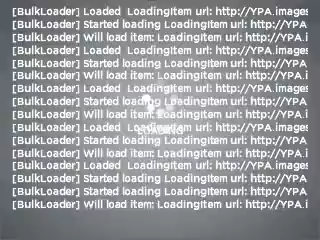 [BulkLoader] Loaded LoadingItem url: http://YPA.images
[BulkLoader] Started loading LoadingItem url: http://YPA
[BulkLoader] Will load item: LoadingItem url: http://YPA.i
[BulkLoader] Loaded LoadingItem url: http://YPA.images
[BulkLoader] Started loading LoadingItem url: http://YPA
[BulkLoader] Will load item: LoadingItem url: http://YPA.i
[BulkLoader] Loaded LoadingItem url: http://YPA.images
[BulkLoader] Started loading LoadingItem url: http://YPA
[BulkLoader] Will load item: LoadingItem url: http://YPA.i
[BulkLoader] Loaded LoadingItem url: http://YPA.images
LOADING
[BulkLoader] Started loading LoadingItem url: http://YPA
[BulkLoader] Will load item: LoadingItem url: http://YPA.i
[BulkLoader] Loaded LoadingItem url: http://YPA.images
[BulkLoader] Started loading LoadingItem url: http://YPA
[BulkLoader] Started loading LoadingItem url: http://YPA
[BulkLoader] Will load item: LoadingItem url: http://YPA.i